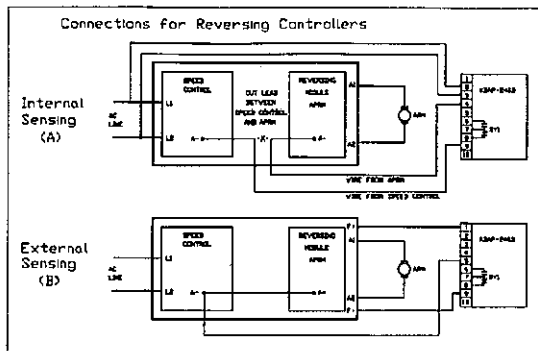 Connections for Reversing Controllers
Internal
Sensing
(A)
AC
LINE
L1
L2
SPEED
CONTROL
A-
CUT LEAD
BETWEEN
SPEED CONTROL
AND APRM
-X-
REVERSING
MODULE
APRM
A1
A2
ARM
WIRE FROM APRM
WIRE FROM SPEED CONTROL
1
2
3
4
5
6
7
8
9
10
External
Sensing
(B)
AC
LINE
L1
L2
SPEED
CONTROL
A-
REVERSING
MODULE
APRM
A1
A2
ARM
1
2
3
4
5
6
7
8
9
10